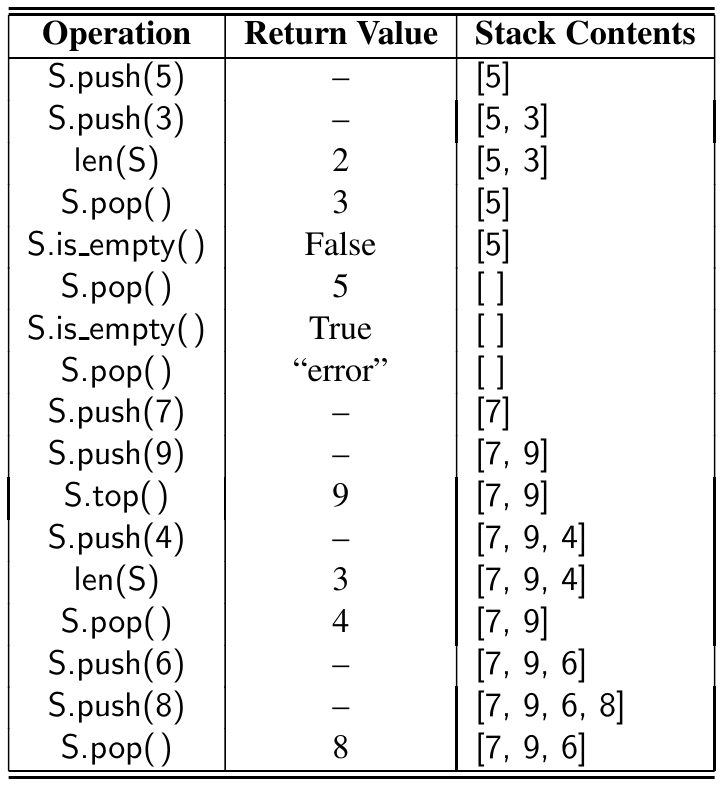 Operation Return Value Stack Contents
S.push(5) – [5]
S.push(3) – [5, 3]
len(S) 2 [5, 3]
S.pop( ) 3 [5]
S.is_empty( ) False [5]
S.pop( ) 5 [ ]
S.is_empty( ) True [ ]
S.pop( ) “error” [ ]
S.push(7) – [7]
S.push(9) – [7, 9]
S.top( ) 9 [7, 9]
S.push(4) – [7, 9, 4]
len(S) 3 [7, 9, 4]
S.pop( ) 4 [7, 9]
S.push(6) – [7, 9, 6]
S.push(8) – [7, 9, 6, 8]
S.pop( ) 8 [7, 9, 6]